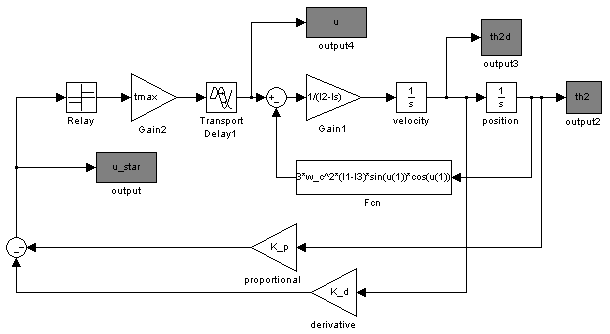 u
output4
th2d
output3
Relay
tmax
Gain2
Transport
Delay1
+
−
1/(I2-Is)
Gain1
1
s
velocity
1
s
position
th2
output2
u_star
output
3*w_c^2*(I1-I3)*sin(u(1))*cos(u(1))
Fcn
−
−
K_p
proportional
K_d
derivative